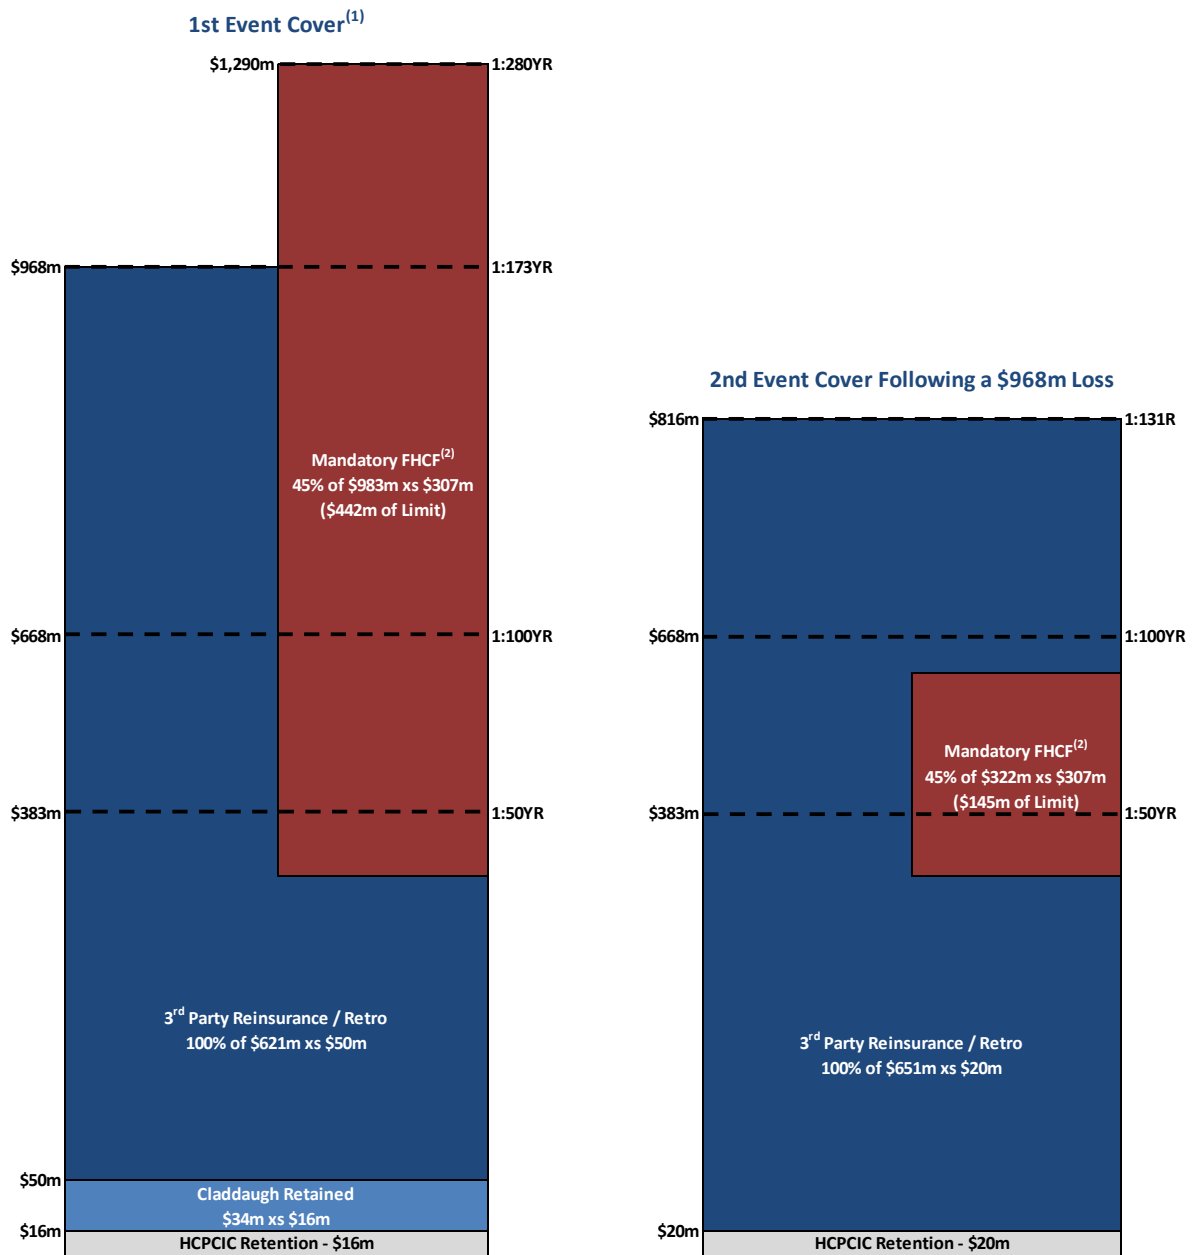 1st Event Cover(1)
$1,290m
1:280YR
$968m
1:173YR
Mandatory FHCF(2)
45% of $983m xs $307m
($442m of Limit)
$668m
1:100YR
$383m
1:50YR
3rd Party Reinsurance / Retro
100% of $621m xs $50m
$50m
Claddaugh Retained
$34m xs $16m
$16m
HCPCIC Retention - $16m
2nd Event Cover Following a $968m Loss
$816m
1:131R
$668m
1:100YR
Mandatory FHCF(2)
45% of $322m xs $307m
($145m of Limit)
$383m
1:50YR
3rd Party Reinsurance / Retro
100% of $651m xs $20m
$20m
HCPCIC Retention - $20m